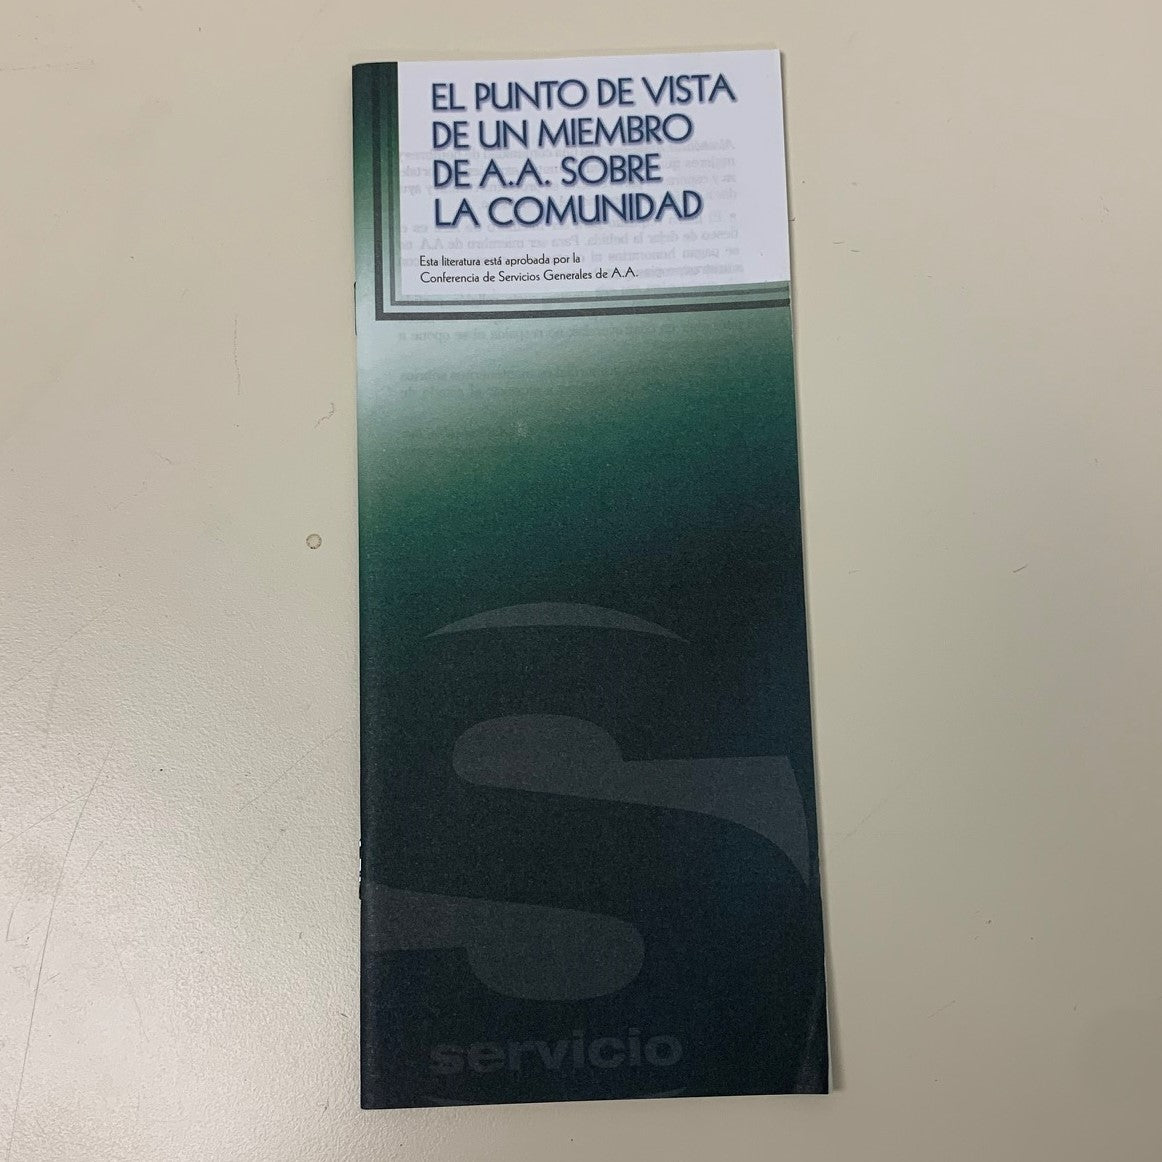 EL PUNTO DE VISTA
DE UN MIEMBRO
DE A.A. SOBRE
LA COMUNIDAD
Esta literatura está aprobada por la
Conferencia de Servicios Generales de A.A.
servicio